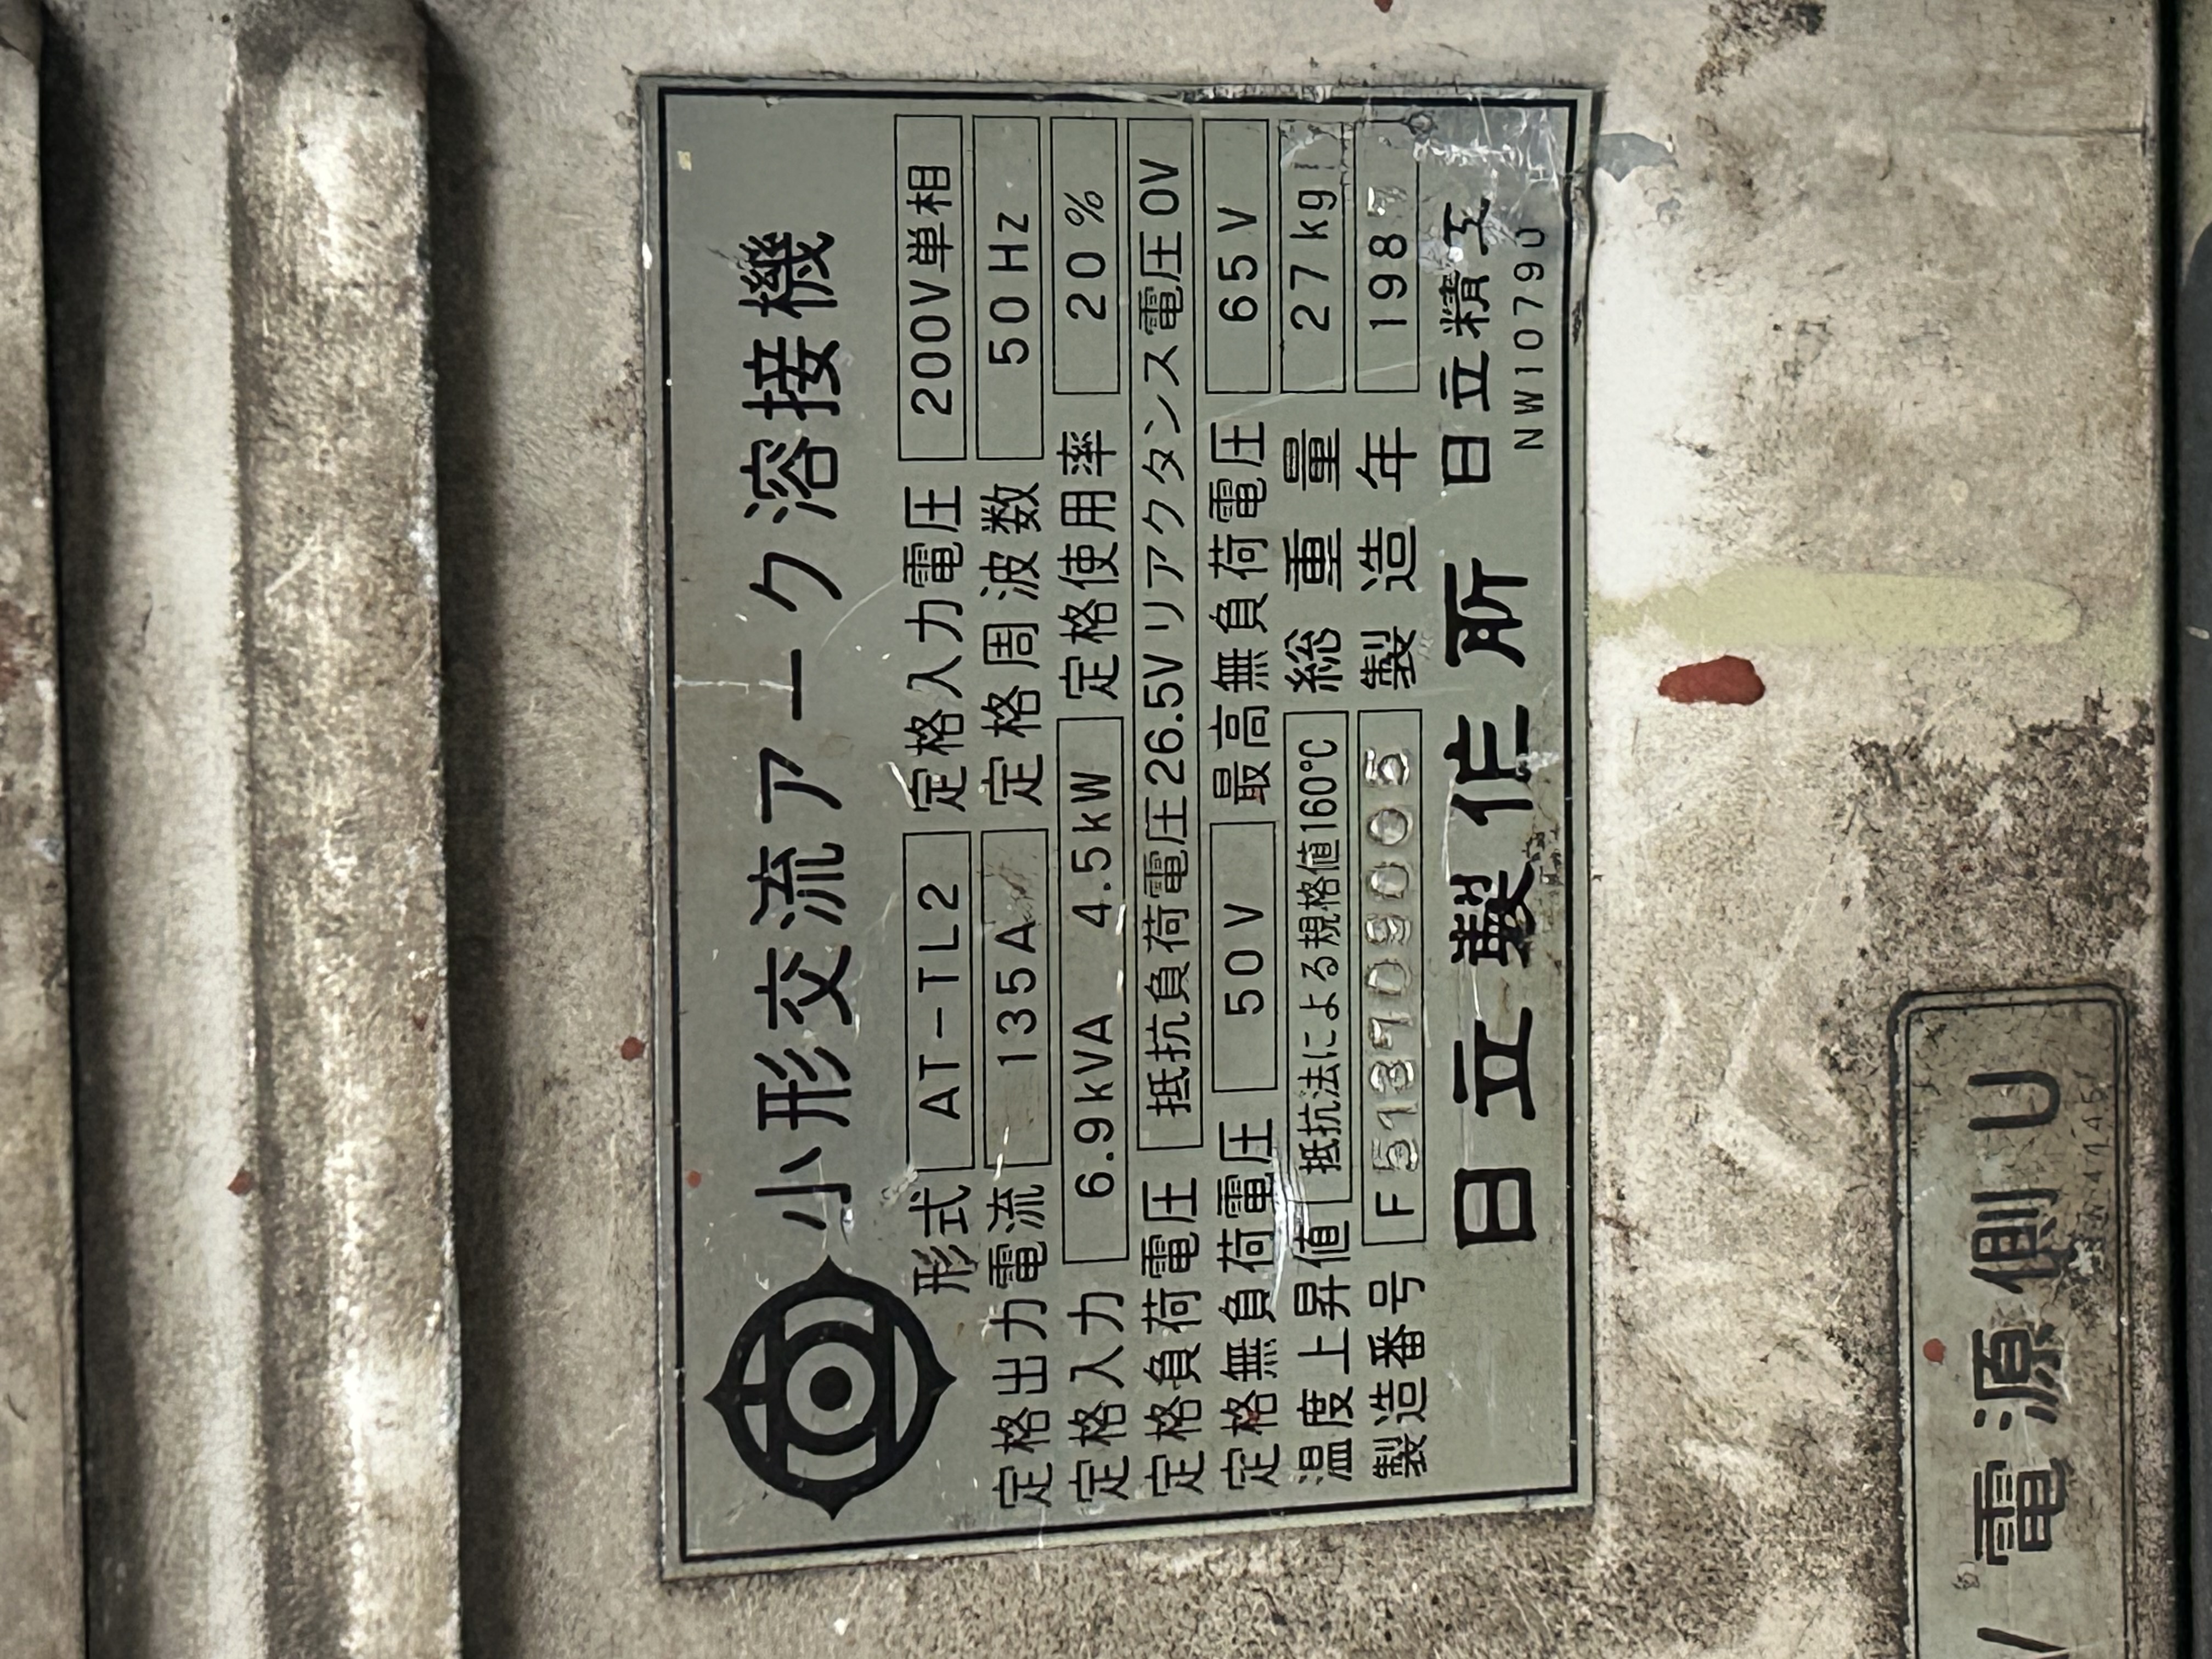 小形交流アーク溶接機
形式 AT-TL2 定格入力電圧 200V単相
定格出力電流 135A 定格周波数 50Hz
定格入力 6.9kVA 4.5kW 定格使用率 20%
定格負荷電圧 抵抗負荷電圧26.5Vリアクタンス電圧0V
定格無負荷電圧 50V 最高無負荷電圧 65V
温度上昇値 抵抗法による規格値160℃ 総重量 27kg
製造番号 F 513709005 製造年 1987
日立製作所 日立精工
NW10790
電源側 U